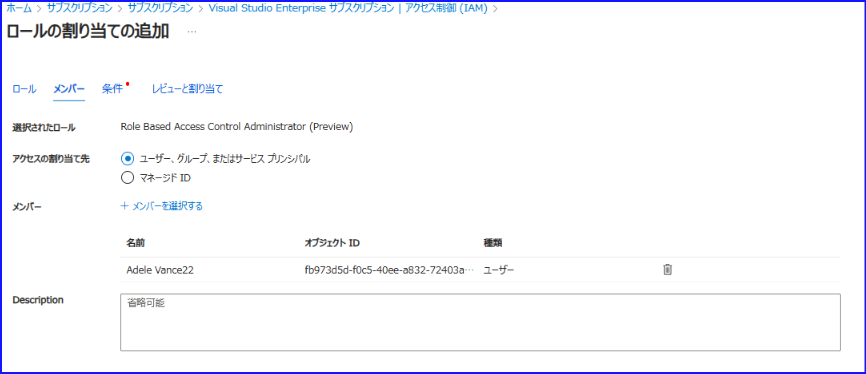 ホーム > サブスクリプション > サブスクリプション > Visual Studio Enterprise サブスクリプション | アクセス制御 (IAM) >
ロールの割り当ての追加 …
ロール メンバー 条件 レビューと割り当て
選択されたロール Role Based Access Control Administrator (Preview)
アクセスの割り当て先 ユーザー、グループ、またはサービス プリンシパル
マネージド ID
メンバー + メンバーを選択する
名前 オブジェクト ID 種類
Adele Vance22 fb973d5d-f0c5-40ee-a832-72403a… ユーザー
Description 省略可能